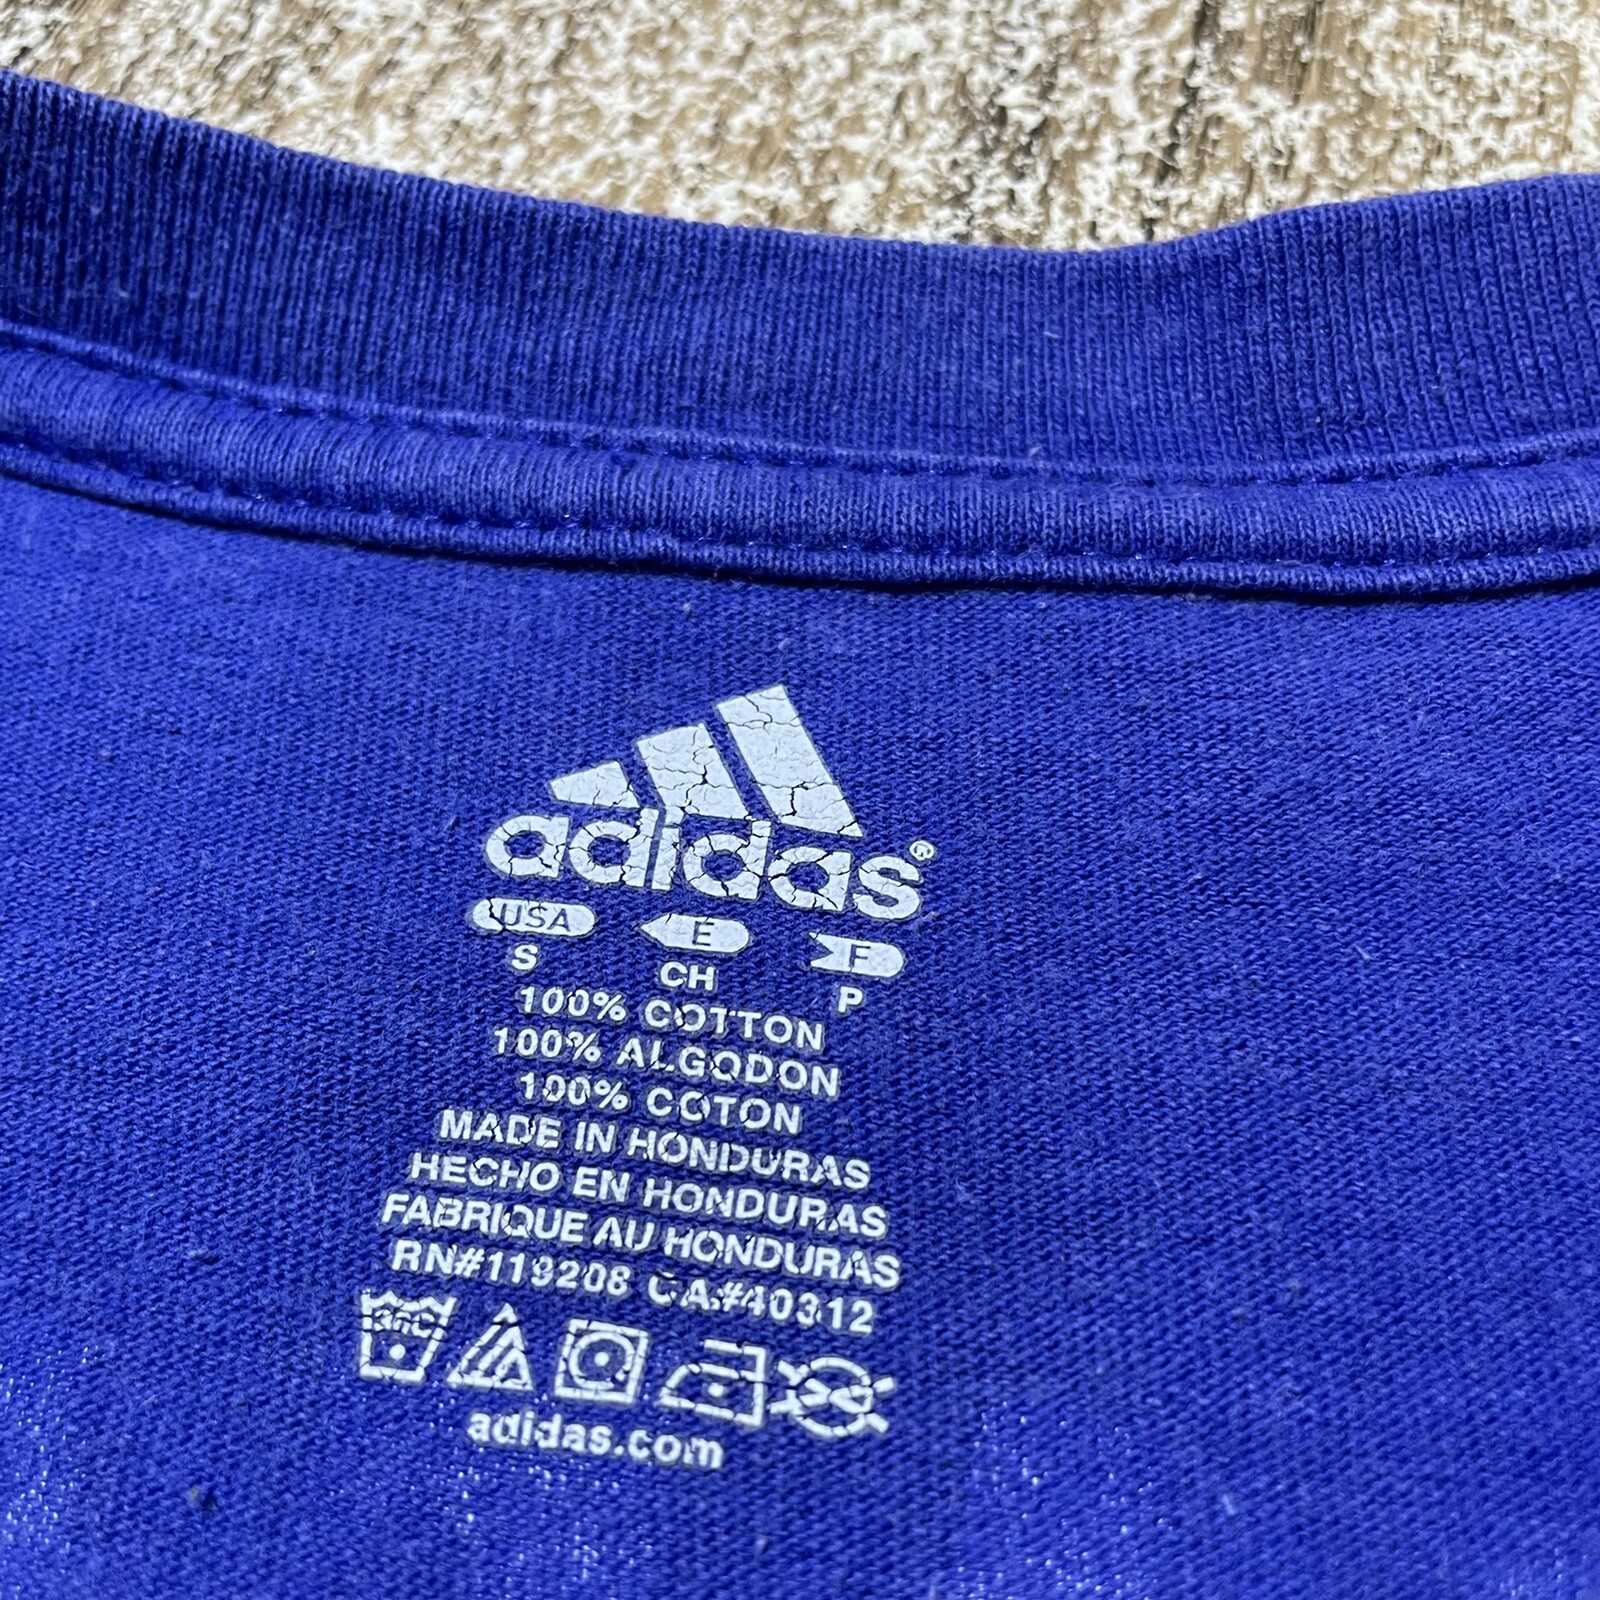 adidas®
USA E F
S CH P
100% COTTON
100% ALGODON
100% COTON
MADE IN HONDURAS
HECHO EN HONDURAS
FABRIQUE AU HONDURAS
RN#119208 CA#40312
adidas.com